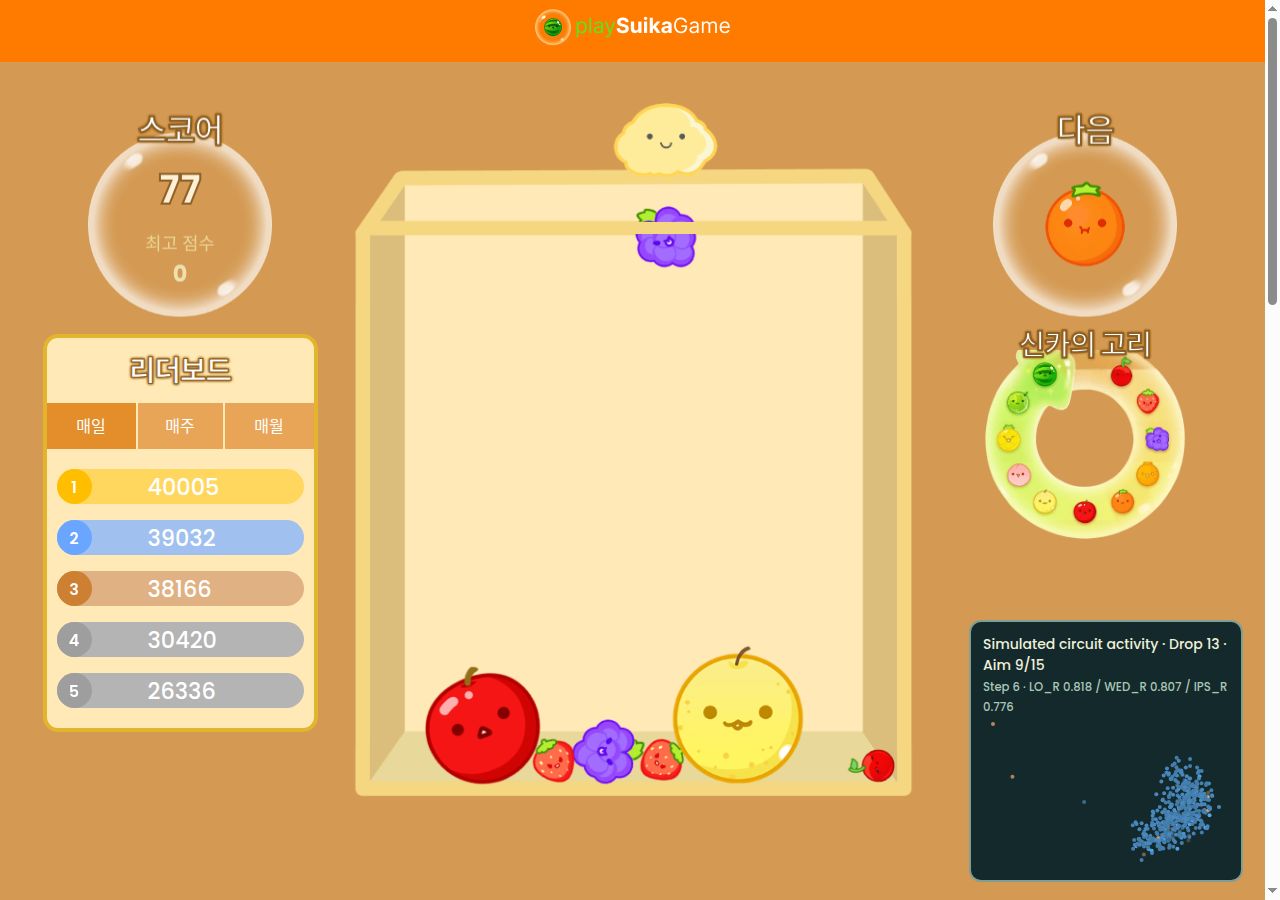 playSuikaGame
스코어
77
최고 점수
0
다음
신카의 고리
리더보드
매일 매주 매월
1 40005
2 39032
3 38166
4 30420
5 26336
Simulated circuit activity · Drop 13 ·
Aim 9/15
Step 6 · LO_R 0.818 / WED_R 0.807 / IPS_R
0.776